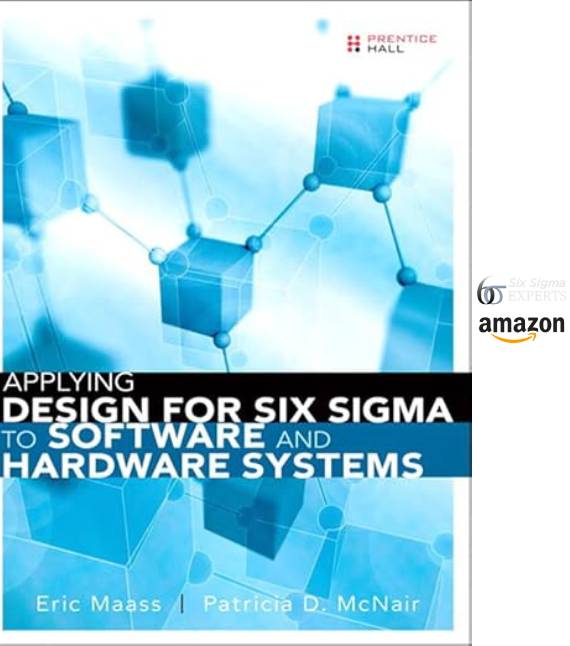 PRENTICE
HALL
APPLYING
DESIGN FOR SIX SIGMA
TO SOFTWARE AND
HARDWARE SYSTEMS
Eric Maass | Patricia D. McNair
6σ Six Sigma
EXPERTS
amazon